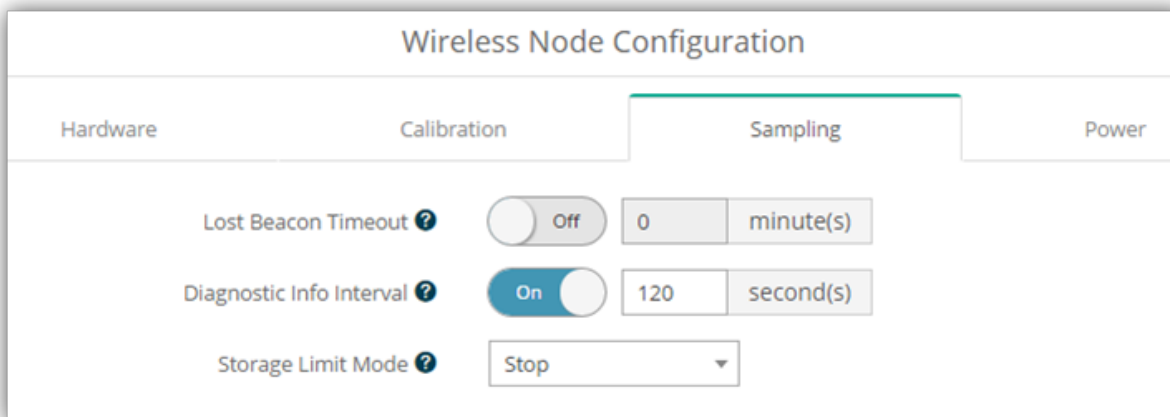 Wireless Node Configuration
Hardware Calibration Sampling Power
Lost Beacon Timeout ? Off 0 minute(s)
Diagnostic Info Interval ? On 120 second(s)
Storage Limit Mode ? Stop